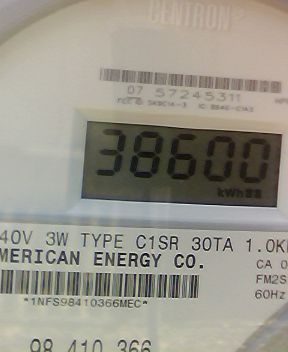 CENTRON®
07 57245311
38600
kWh
40V 3W TYPE C1SR 30TA 1.0K
MERICAN ENERGY CO.
CA 0
FM2S
60Hz
*1NFS98410366MEC*
98 410 366